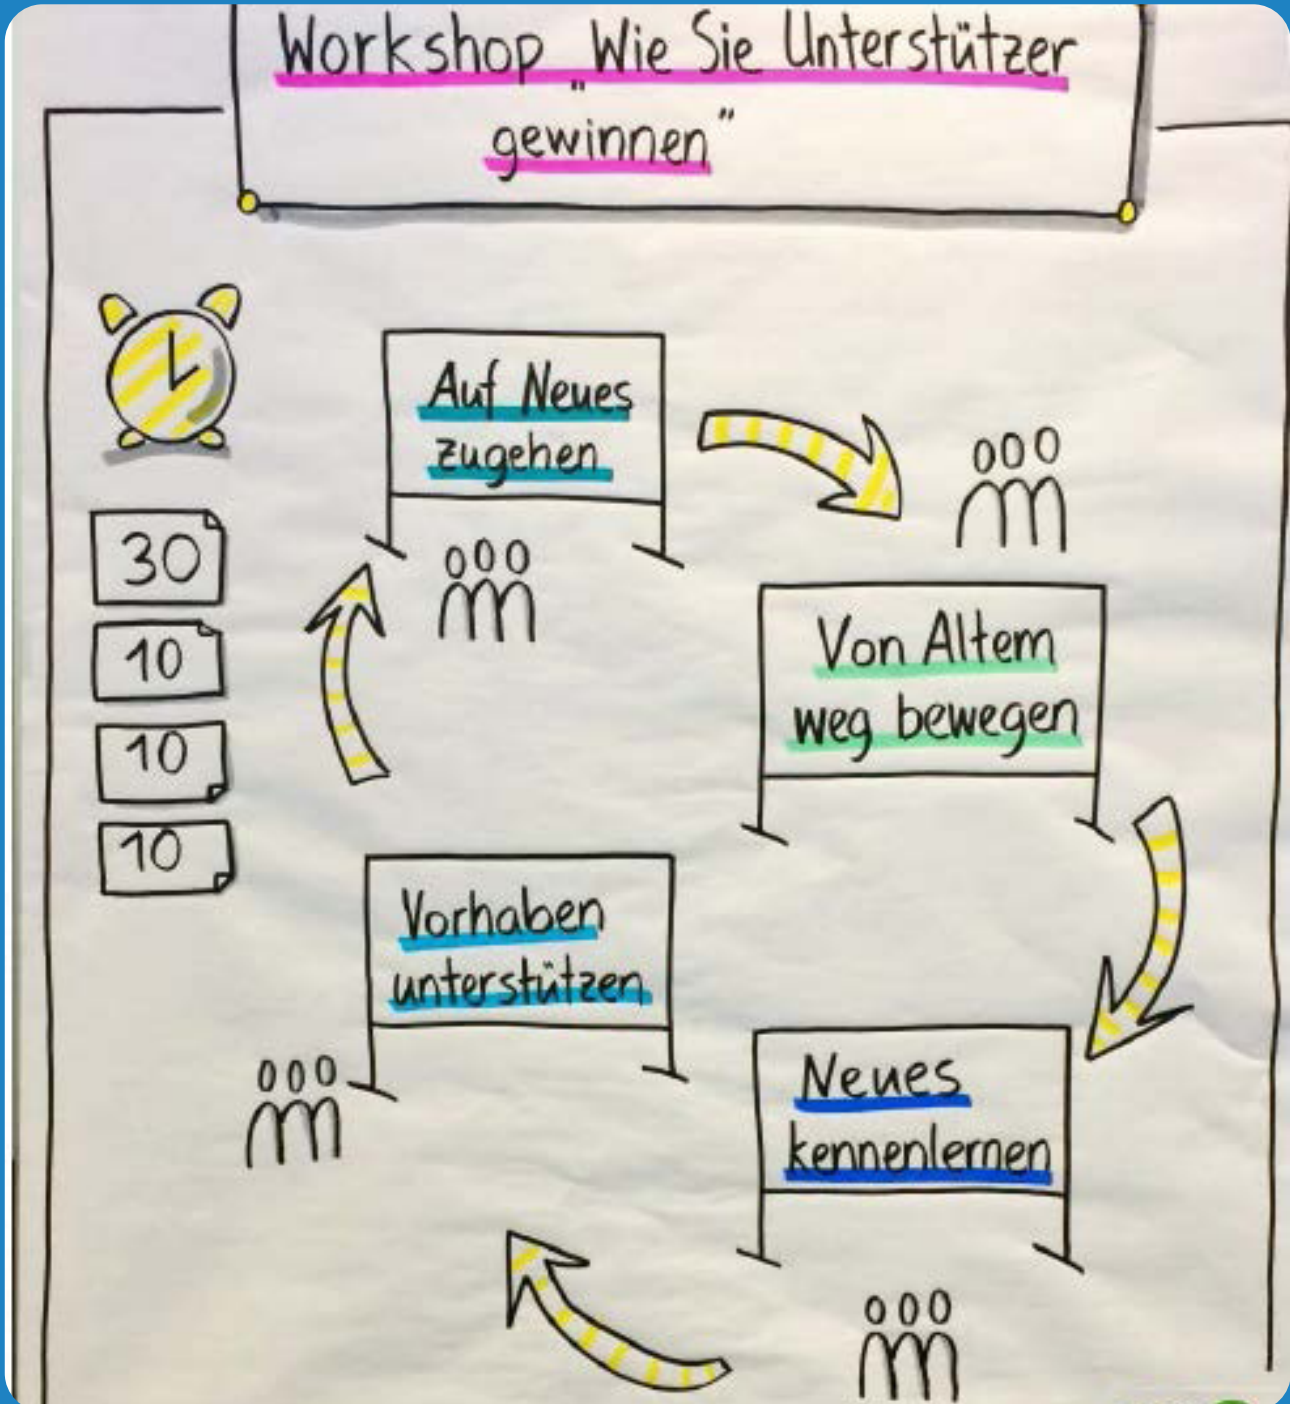 Workshop „Wie Sie Unterstützer
gewinnen"
Auf Neues
zugehen
30
10
10
10
Von Altem
weg bewegen
Vorhaben
unterstützen
Neues
kennenlernen